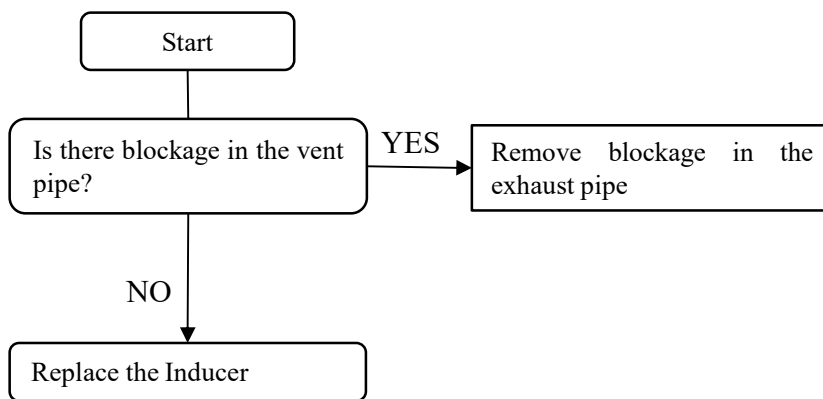 Start
Is there blockage in the vent
pipe?
YES
Remove blockage in the
exhaust pipe
NO
Replace the Inducer